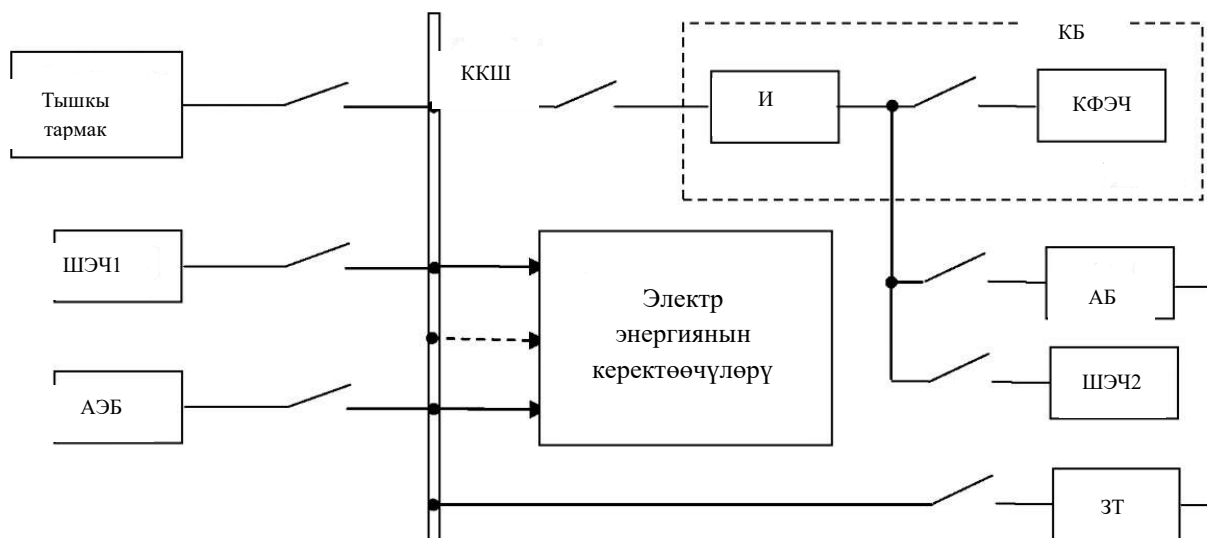 КБ
ККШ
Тышкы
тармак
И
КФЭЧ
ШЭЧ1
АБ
Электр
энергиянын
керектөөчүлөрү
АЭБ
ШЭЧ2
ЗТ